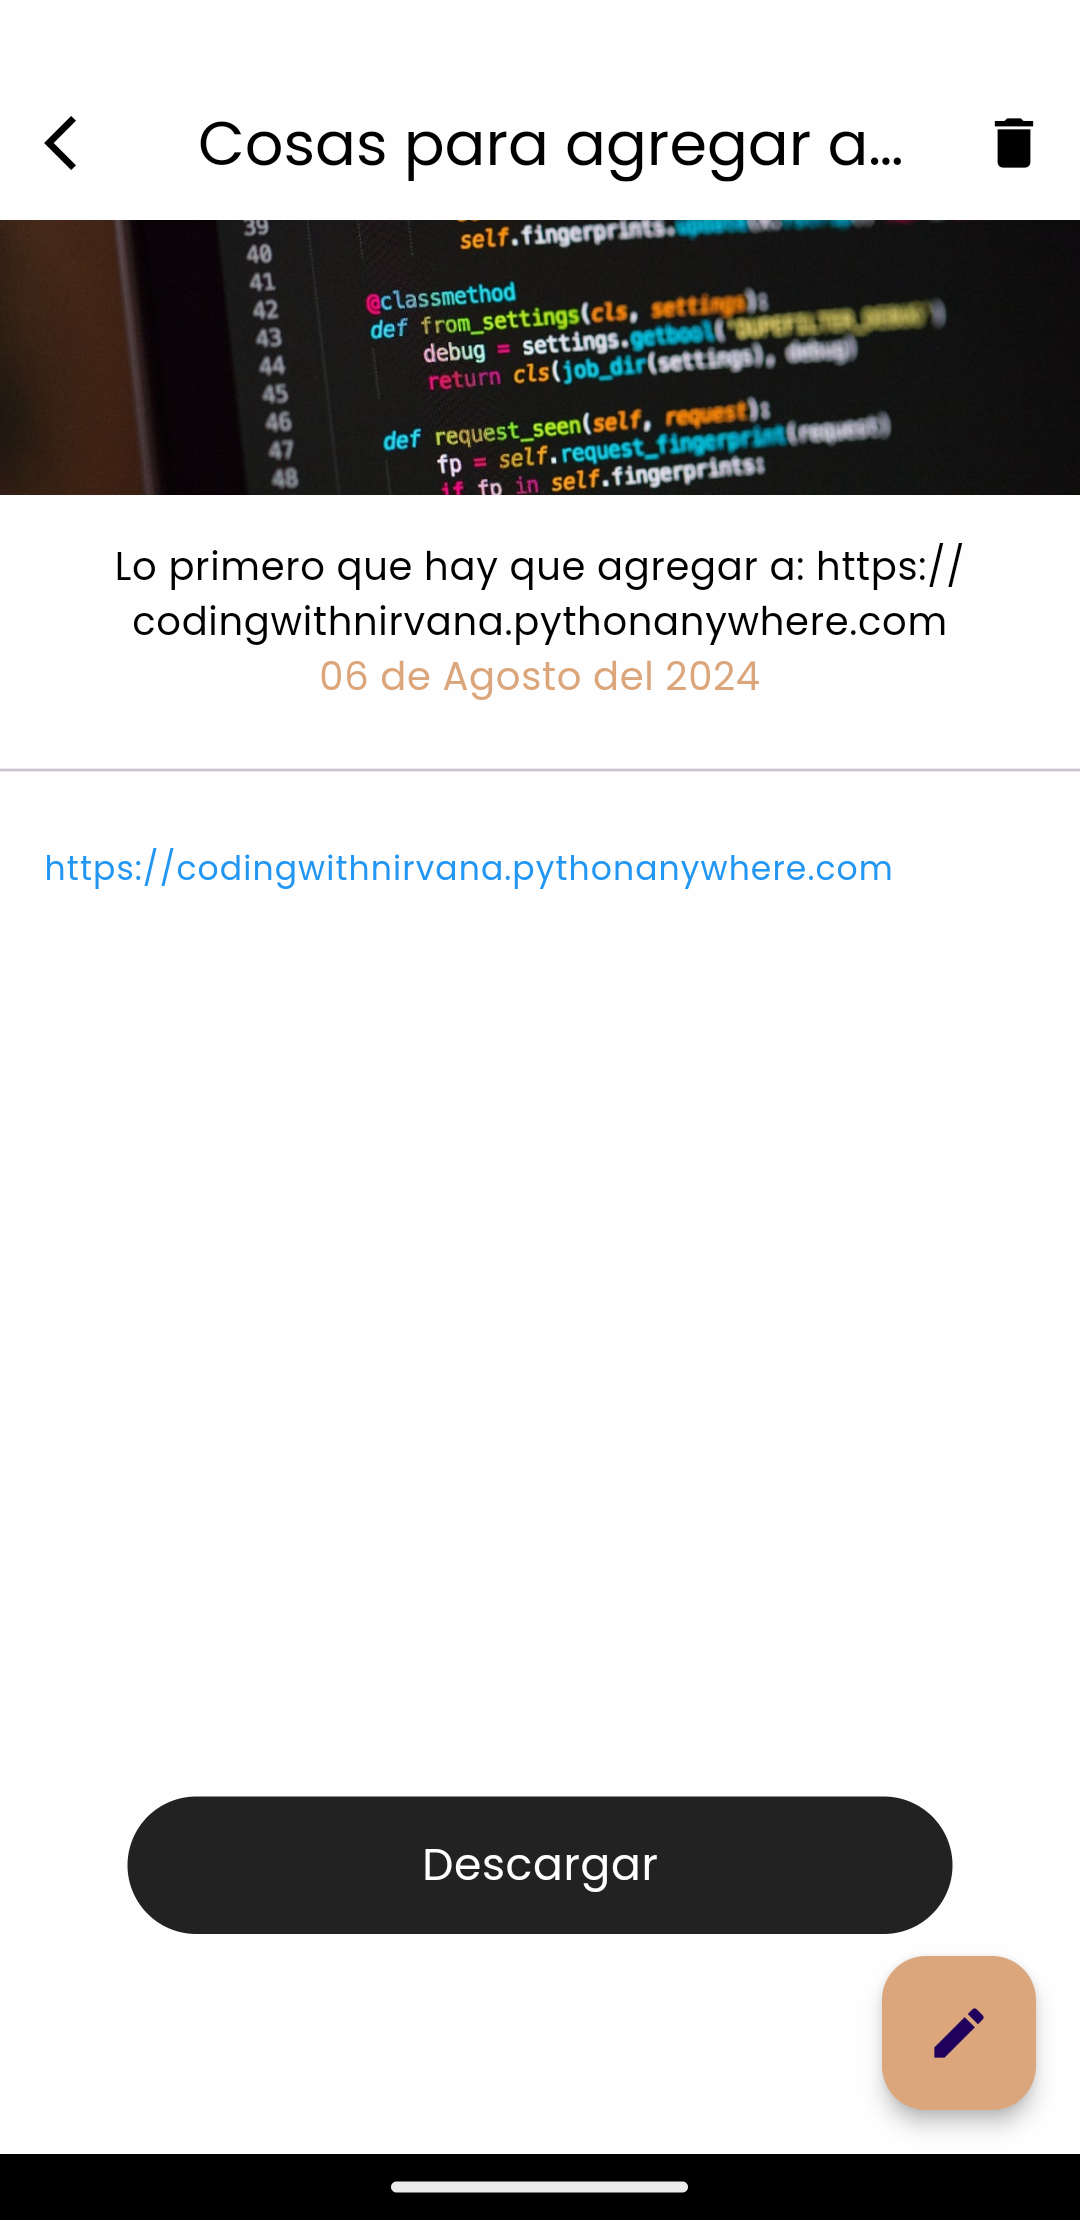 Cosas para agregar a...
39
self.fingerprints.
40
41
@classmethod
42
def from_settings(cls, settings):
43
debug = settings.getbool('DUPEFILTER_DEBUG')
44
return cls(job_dir(settings), debug)
45
46
def request_seen(self, request):
47
fp = self.request_fingerprint(request)
48
if fp in self.fingerprints:
Lo primero que hay que agregar a: https://
codingwithnirvana.pythonanywhere.com
06 de Agosto del 2024
https://codingwithnirvana.pythonanywhere.com
Descargar